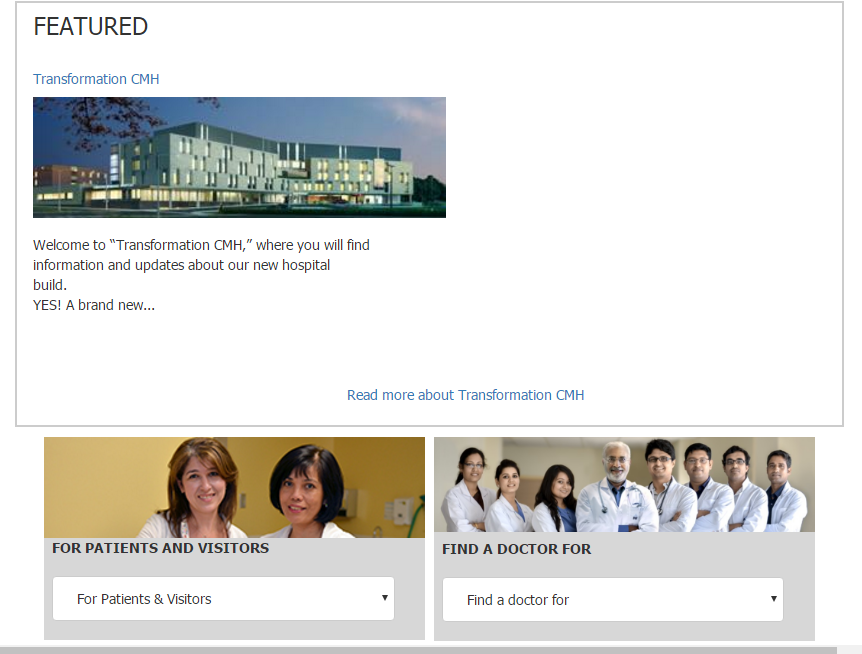 FEATURED
Transformation CMH
Welcome to “Transformation CMH,” where you will find
information and updates about our new hospital
build.
YES! A brand new...
Read more about Transformation CMH
FOR PATIENTS AND VISITORS
For Patients & Visitors
FIND A DOCTOR FOR
Find a doctor for